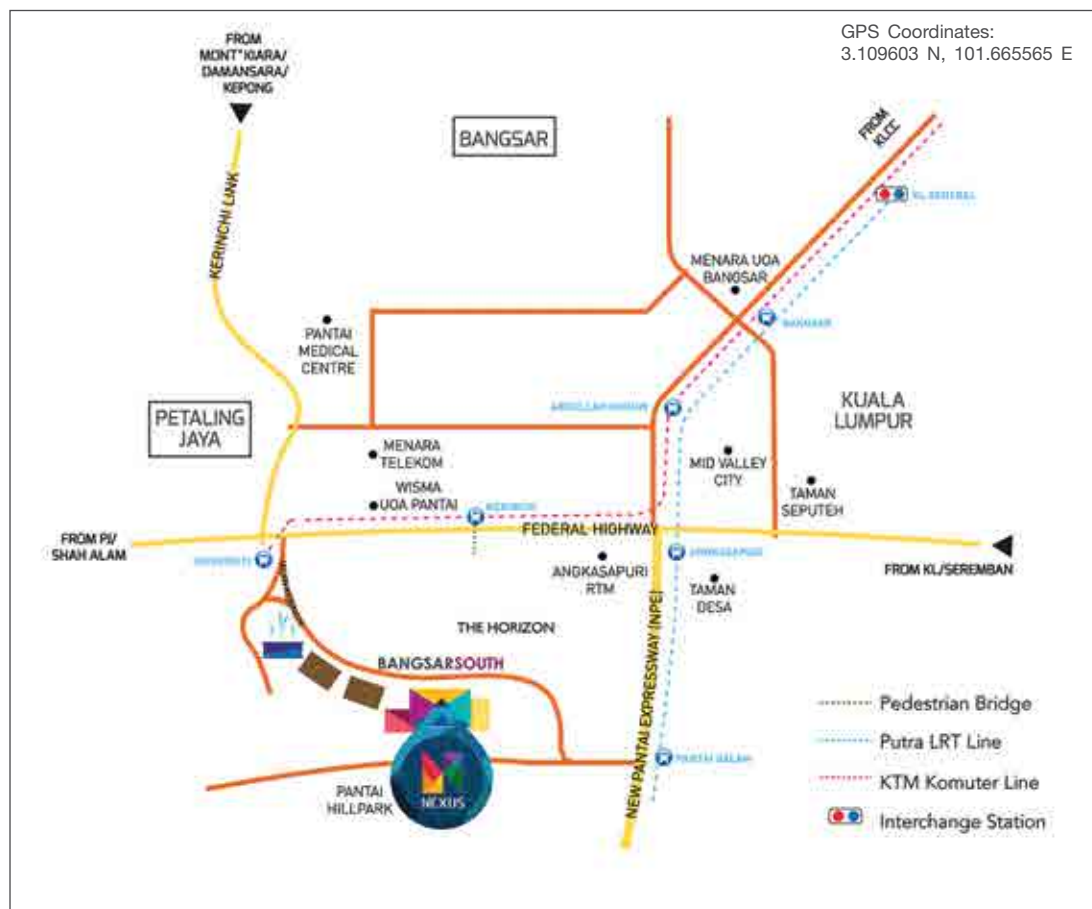 GPS Coordinates:
3.109603 N, 101.665565 E
FROM
MONT'KIARA/
DAMANSARA/
KEPONG
BANGSAR
FROM
KLCC
KERINCHI LINK
KL SENTRAL
MENARA UOA
BANGSAR
BANGSAR
PANTAI
MEDICAL
CENTRE
PETALING
JAYA
ABDULLAH HUKUM
KUALA
LUMPUR
MENARA
TELEKOM
MID VALLEY
CITY
WISMA
UOA PANTAI
KERINCHI
TAMAN
SEPUTEH
FEDERAL HIGHWAY
FROM PJ/
SHAH ALAM
UNIVERSITI
ANGKASAPURI
RTM
ANGKASAPURI
FROM KL/SEREMBAN
TAMAN
DESA
THE HORIZON
BANGSARSOUTH
NEW PANTAI EXPRESSWAY (NPE)
Pedestrian Bridge
Putra LRT Line
PANTAI DALAM
KTM Komuter Line
PANTAI
HILLPARK
NEXUS
Interchange Station